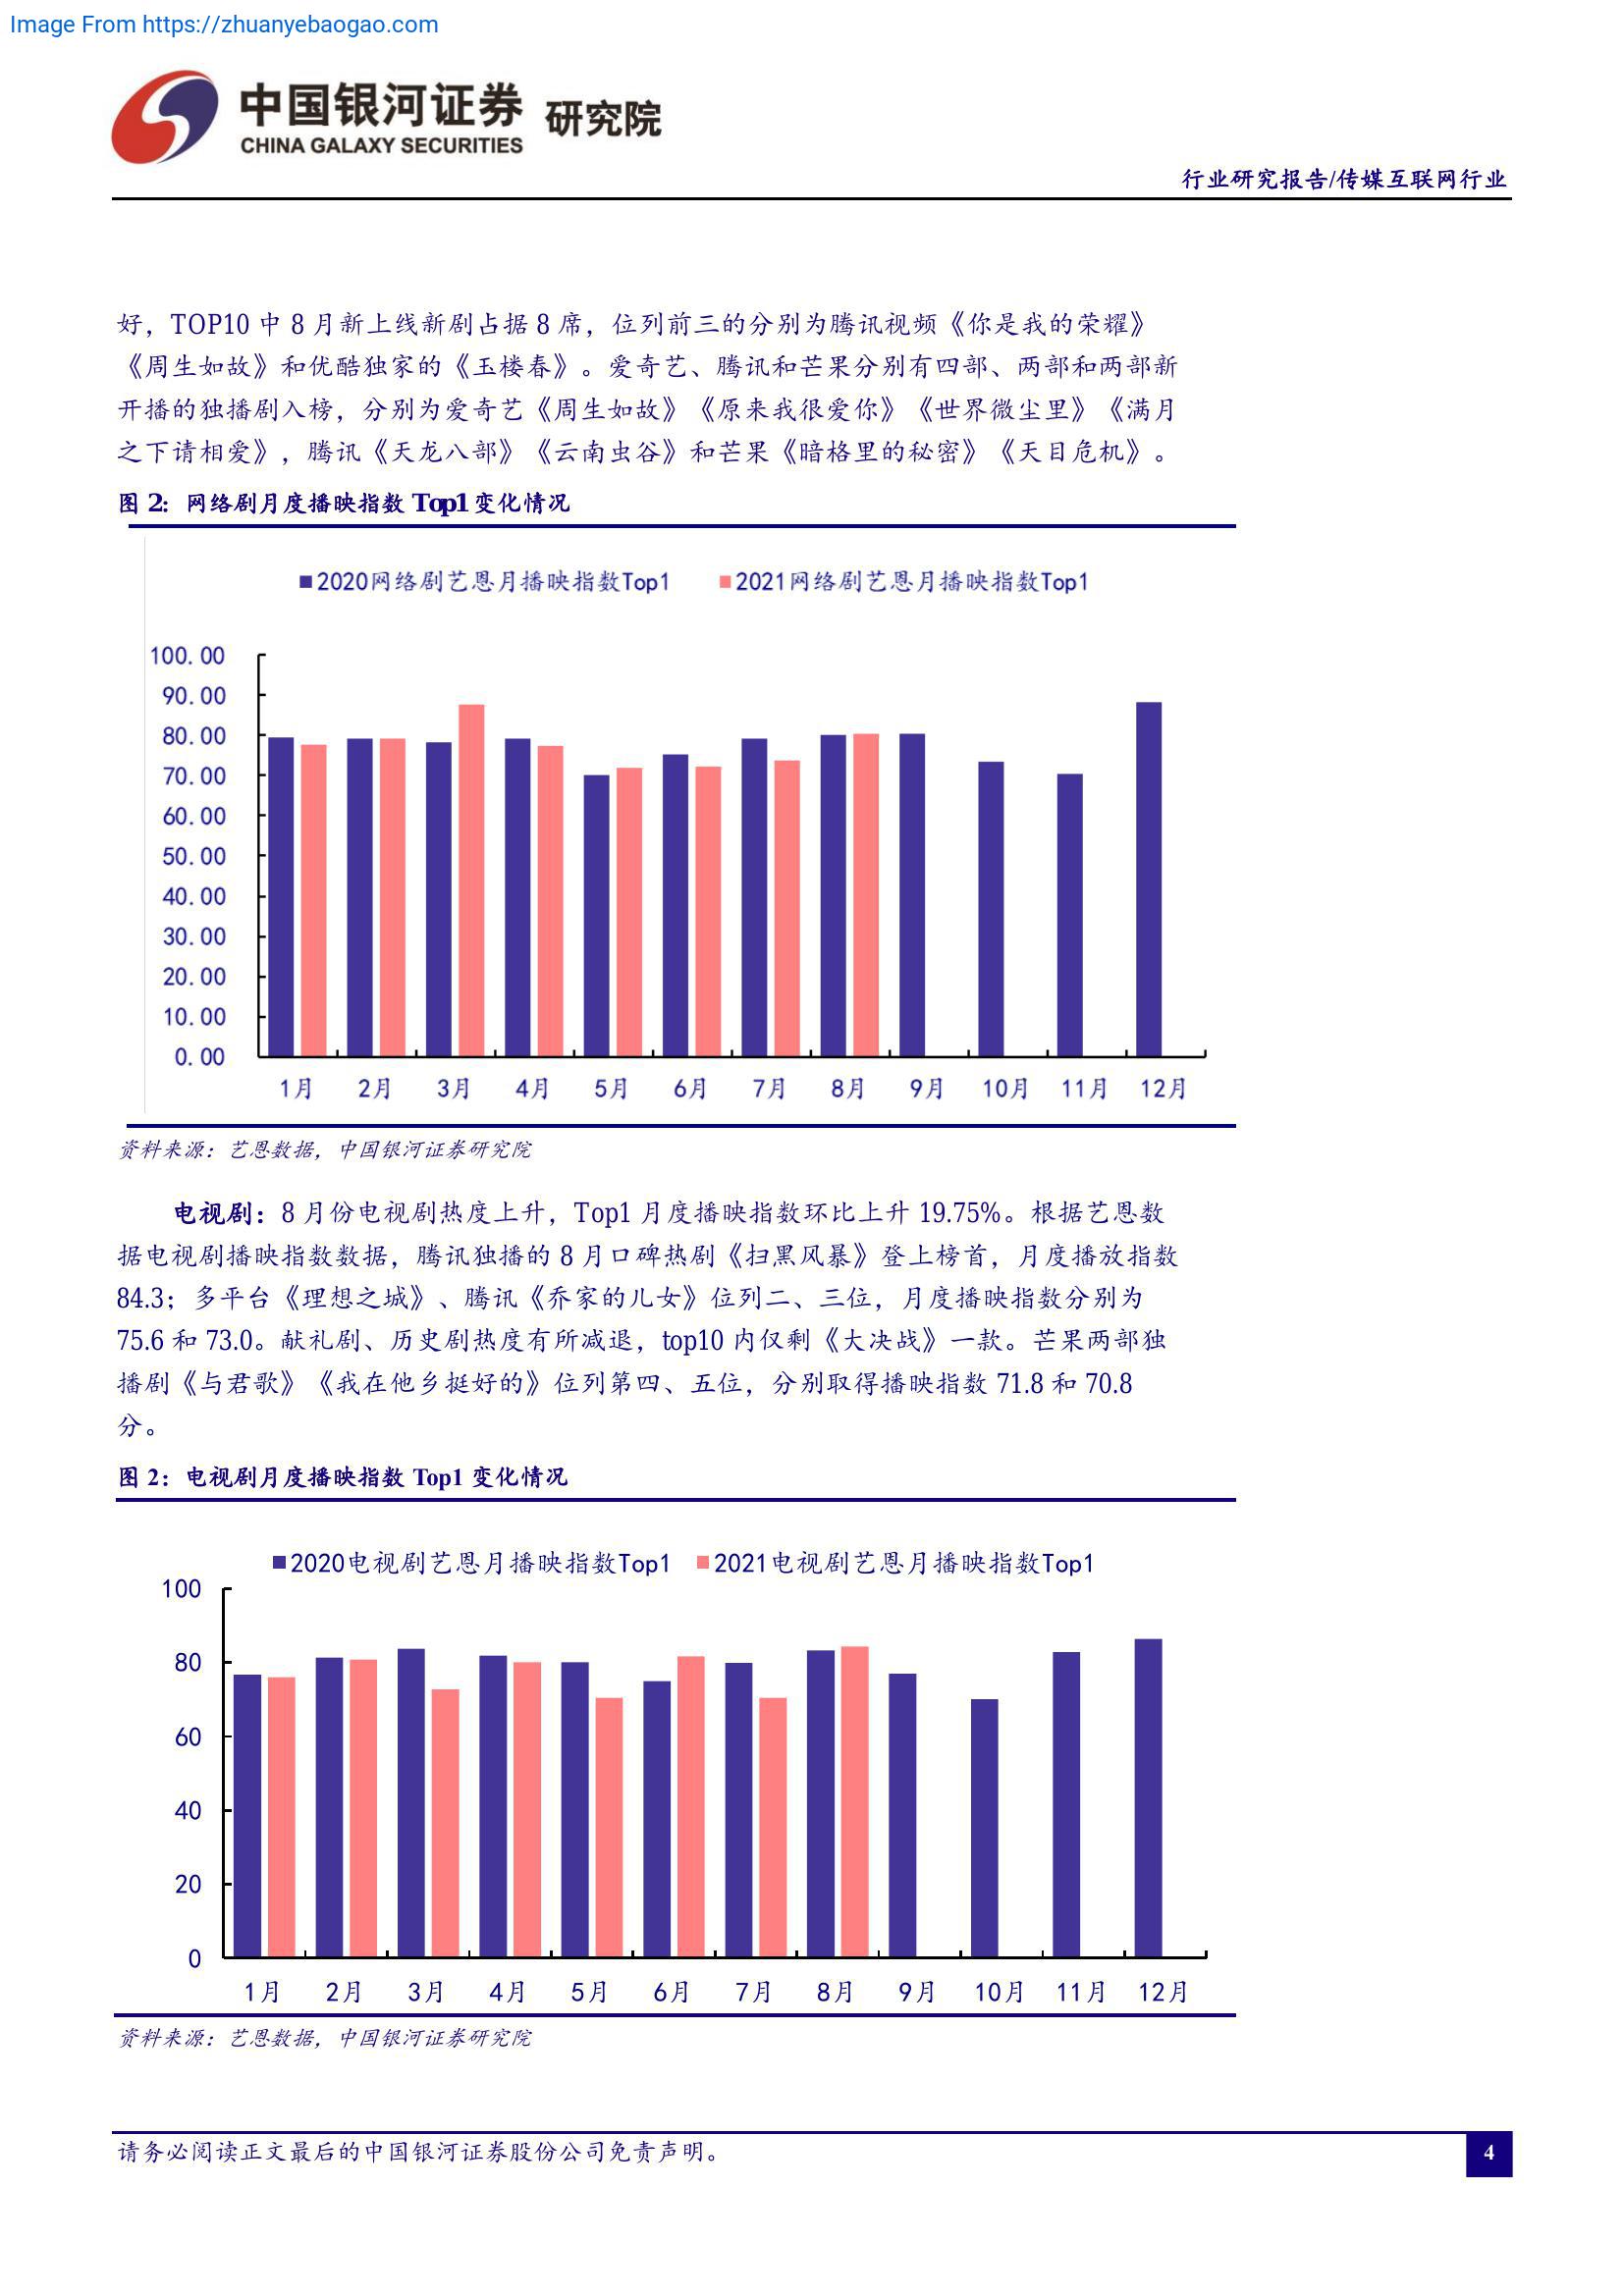 Image From https://zhuanyebaogao.com
中国银河证券 研究院
CHINA GALAXY SECURITIES
行业研究报告/传媒互联网行业
好，TOP10 中 8 月新上线新剧占据 8 席，位列前三的分别为腾讯视频《你是我的荣耀》
《周生如故》和优酷独家的《玉楼春》。爱奇艺、腾讯和芒果分别有四部、两部和两部新
开播的独播剧入榜，分别为爱奇艺《周生如故》《原来我很爱你》《世界微尘里》《满月
之下请相爱》，腾讯《天龙八部》《云南虫谷》和芒果《暗格里的秘密》《天目危机》。
图 2：网络剧月度播映指数 Top1 变化情况
2020网络剧艺恩月播映指数Top1 2021网络剧艺恩月播映指数Top1
100.00
90.00
80.00
70.00
60.00
50.00
40.00
30.00
20.00
10.00
0.00
1月 2月 3月 4月 5月 6月 7月 8月 9月 10月 11月 12月
资料来源：艺恩数据，中国银河证券研究院
电视剧：8 月份电视剧热度上升，Top1 月度播映指数环比上升 19.75%。根据艺恩数
据电视剧播映指数数据，腾讯独播的 8 月口碑热剧《扫黑风暴》登上榜首，月度播放指数
84.3；多平台《理想之城》、腾讯《乔家的儿女》位列二、三位，月度播映指数分别为
75.6 和 73.0。献礼剧、历史剧热度有所减退，top10 内仅剩《大决战》一款。芒果两部独
播剧《与君歌》《我在他乡挺好的》位列第四、五位，分别取得播映指数 71.8 和 70.8
分。
图 2：电视剧月度播映指数 Top1 变化情况
2020电视剧艺恩月播映指数Top1 2021电视剧艺恩月播映指数Top1
100
80
60
40
20
0
1月 2月 3月 4月 5月 6月 7月 8月 9月 10月 11月 12月
资料来源：艺恩数据，中国银河证券研究院
请务必阅读正文最后的中国银河证券股份公司免责声明。
4